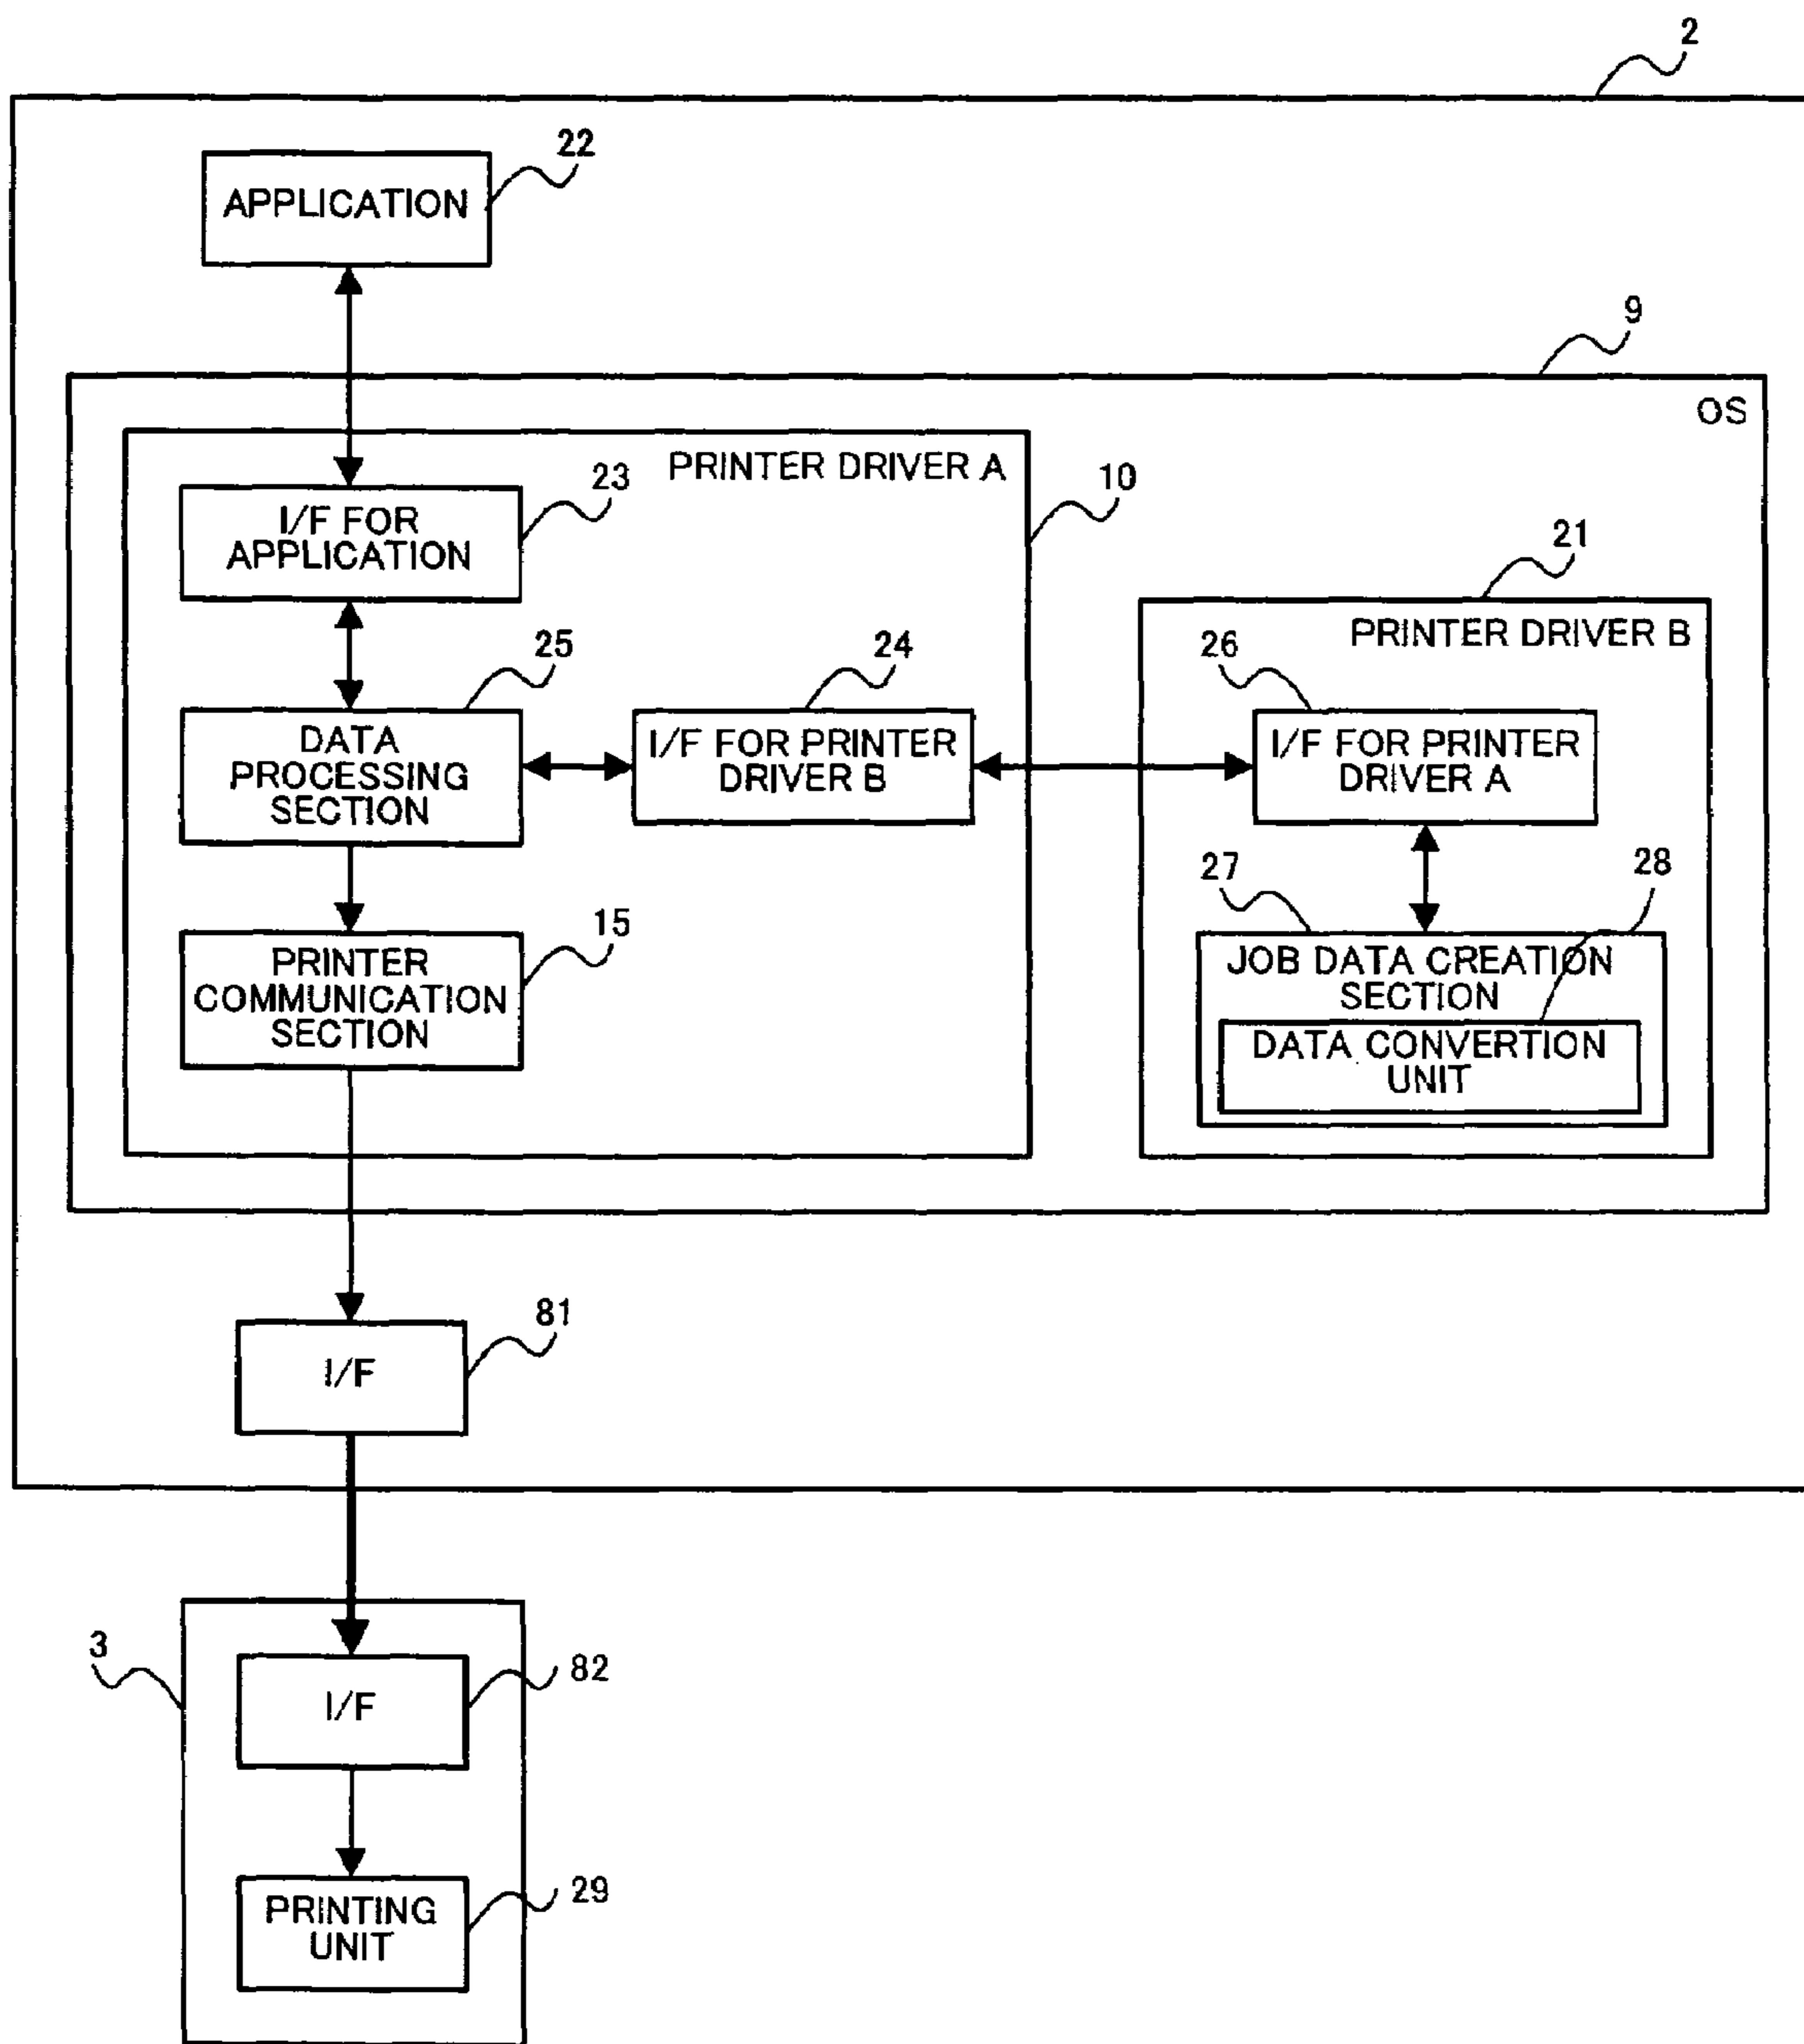 2
22
APPLICATION
9
OS
PRINTER DRIVER A
23
10
I/F FOR
APPLICATION
21
PRINTER DRIVER B
25
24
26
DATA
PROCESSING
SECTION
I/F FOR PRINTER
DRIVER B
I/F FOR PRINTER
DRIVER A
27
28
15
PRINTER
COMMUNICATION
SECTION
JOB DATA CREATION
SECTION
DATA CONVERTION
UNIT
81
I/F
3
82
I/F
29
PRINTING
UNIT